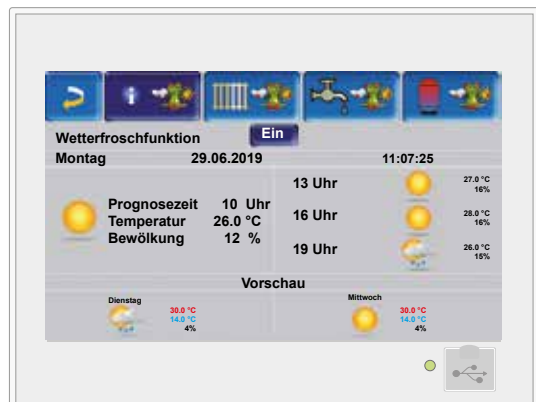 Wetterfroschfunktion Ein
Montag 29.06.2019 11:07:25
Prognosezeit 10 Uhr
Temperatur 26.0 °C
Bewölkung 12 %
13 Uhr 27.0 °C
16%
16 Uhr 28.0 °C
16%
19 Uhr 26.0 °C
15%
Vorschau
Dienstag
30.0 °C
14.0 °C
4%
Mittwoch
30.0 °C
14.0 °C
4%